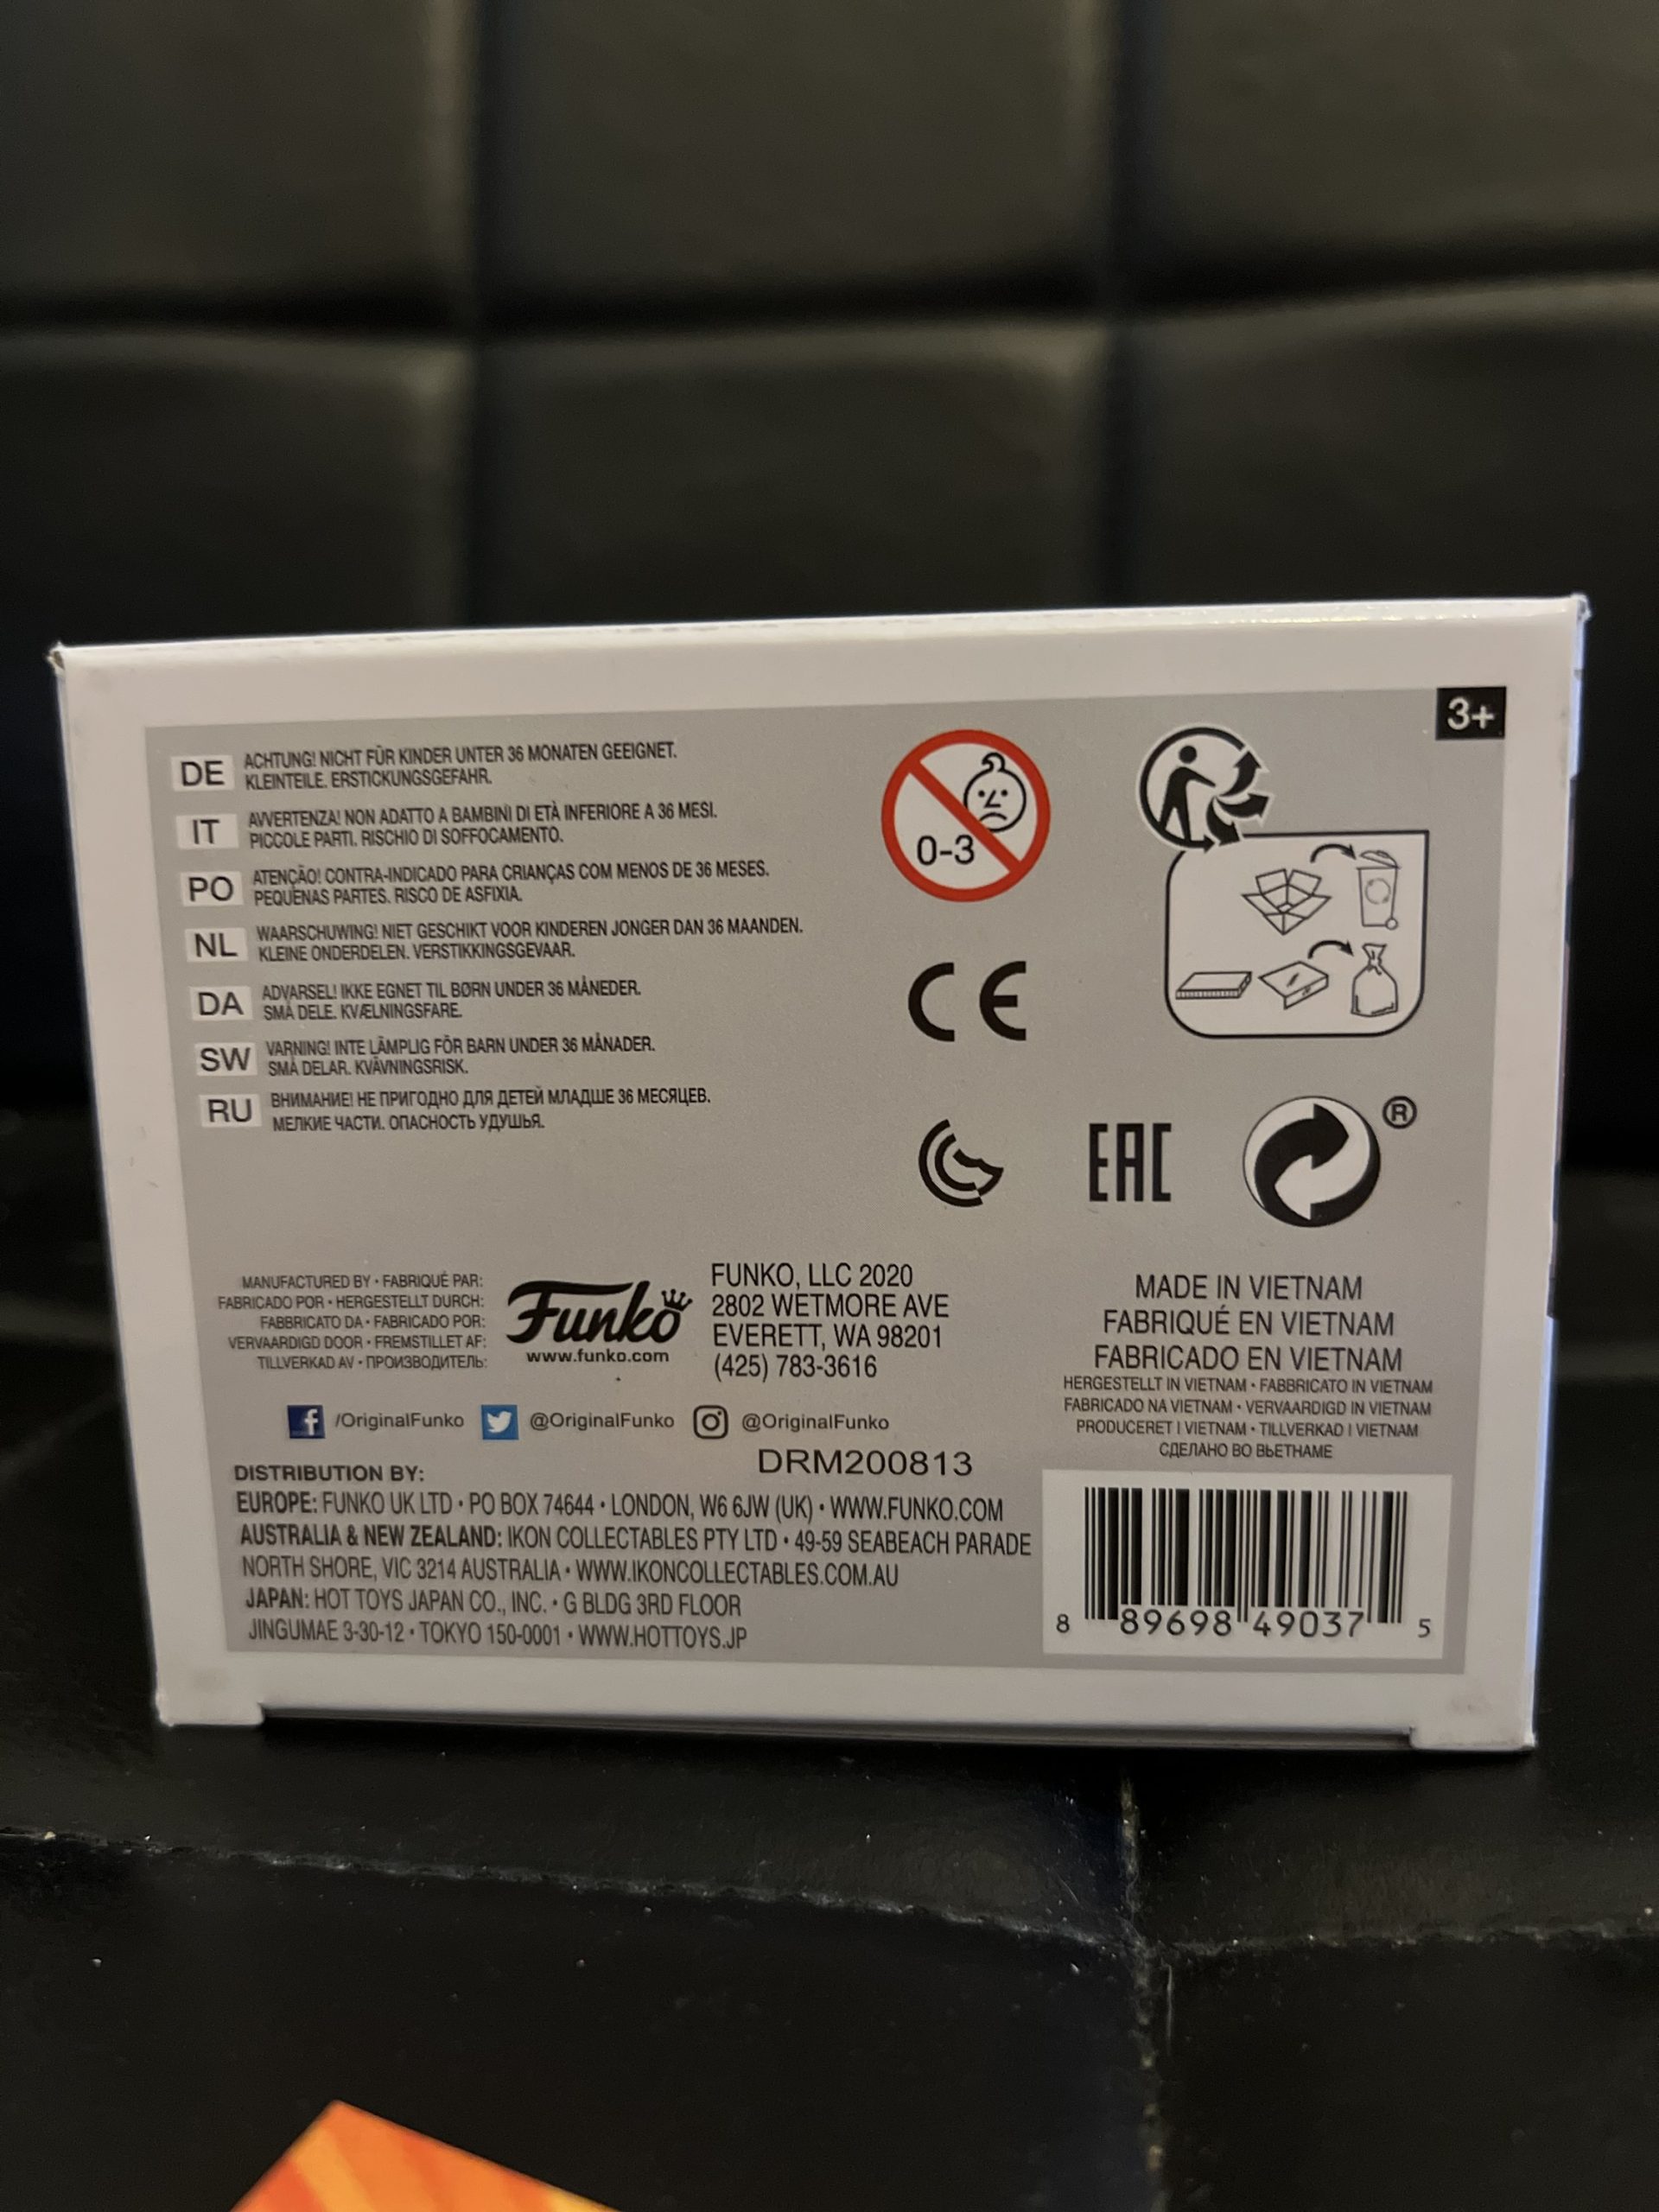 3+
DE ACHTUNG! NICHT FÜR KINDER UNTER 36 MONATEN GEEIGNET.
KLEINTEILE. ERSTICKUNGSGEFAHR.
IT AVVERTENZA! NON ADATTO A BAMBINI DI ETÀ INFERIORE A 36 MESI.
PICCOLE PARTI. RISCHIO DI SOFFOCAMENTO.
PO ATENÇÃO! CONTRA-INDICADO PARA CRIANÇAS COM MENOS DE 36 MESES.
PEQUENAS PARTES. RISCO DE ASFIXIA.
NL WAARSCHUWING! NIET GESCHIKT VOOR KINDEREN JONGER DAN 36 MAANDEN.
KLEINE ONDERDELEN. VERSTIKKINGSGEVAAR.
DA ADVARSEL! IKKE EGNET TIL BØRN UNDER 36 MÅNEDER.
SMÅ DELE. KVÆLNINGSFARE.
SW VARNING! INTE LÄMPLIG FÖR BARN UNDER 36 MÅNADER.
SMÅ DELAR. KVÄVNINGSRISK.
RU ВНИМАНИЕ! НЕ ПРИГОДНО ДЛЯ ДЕТЕЙ МЛАДШЕ 36 МЕСЯЦЕВ.
МЕЛКИЕ ЧАСТИ. ОПАСНОСТЬ УДУШЬЯ.
0-3
CE
EAC
®
MANUFACTURED BY • FABRIQUÉ PAR:
FABRICADO POR • HERGESTELLT DURCH:
FABBRICATO DA • FABRICADO POR:
VERVAARDIGD DOOR • FREMSTILLET AF:
TILLVERKAD AV • ПРОИЗВОДИТЕЛЬ:
Funko
www.funko.com
FUNKO, LLC 2020
2802 WETMORE AVE
EVERETT, WA 98201
(425) 783-3616
/OriginalFunko @OriginalFunko @OriginalFunko
DRM200813
DISTRIBUTION BY:
EUROPE: FUNKO UK LTD • PO BOX 74644 • LONDON, W6 6JW (UK) • WWW.FUNKO.COM
AUSTRALIA & NEW ZEALAND: IKON COLLECTABLES PTY LTD • 49-59 SEABEACH PARADE
NORTH SHORE, VIC 3214 AUSTRALIA • WWW.IKONCOLLECTABLES.COM.AU
JAPAN: HOT TOYS JAPAN CO., INC. • G BLDG 3RD FLOOR
JINGUMAE 3-30-12 • TOKYO 150-0001 • WWW.HOTTOYS.JP
MADE IN VIETNAM
FABRIQUÉ EN VIETNAM
FABRICADO EN VIETNAM
HERGESTELLT IN VIETNAM • FABBRICATO IN VIETNAM
FABRICADO NA VIETNAM • VERVAARDIGD IN VIETNAM
PRODUCERET I VIETNAM • TILLVERKAD I VIETNAM
СДЕЛАНО ВО ВЬЕТНАМЕ
8 89698 49037 5